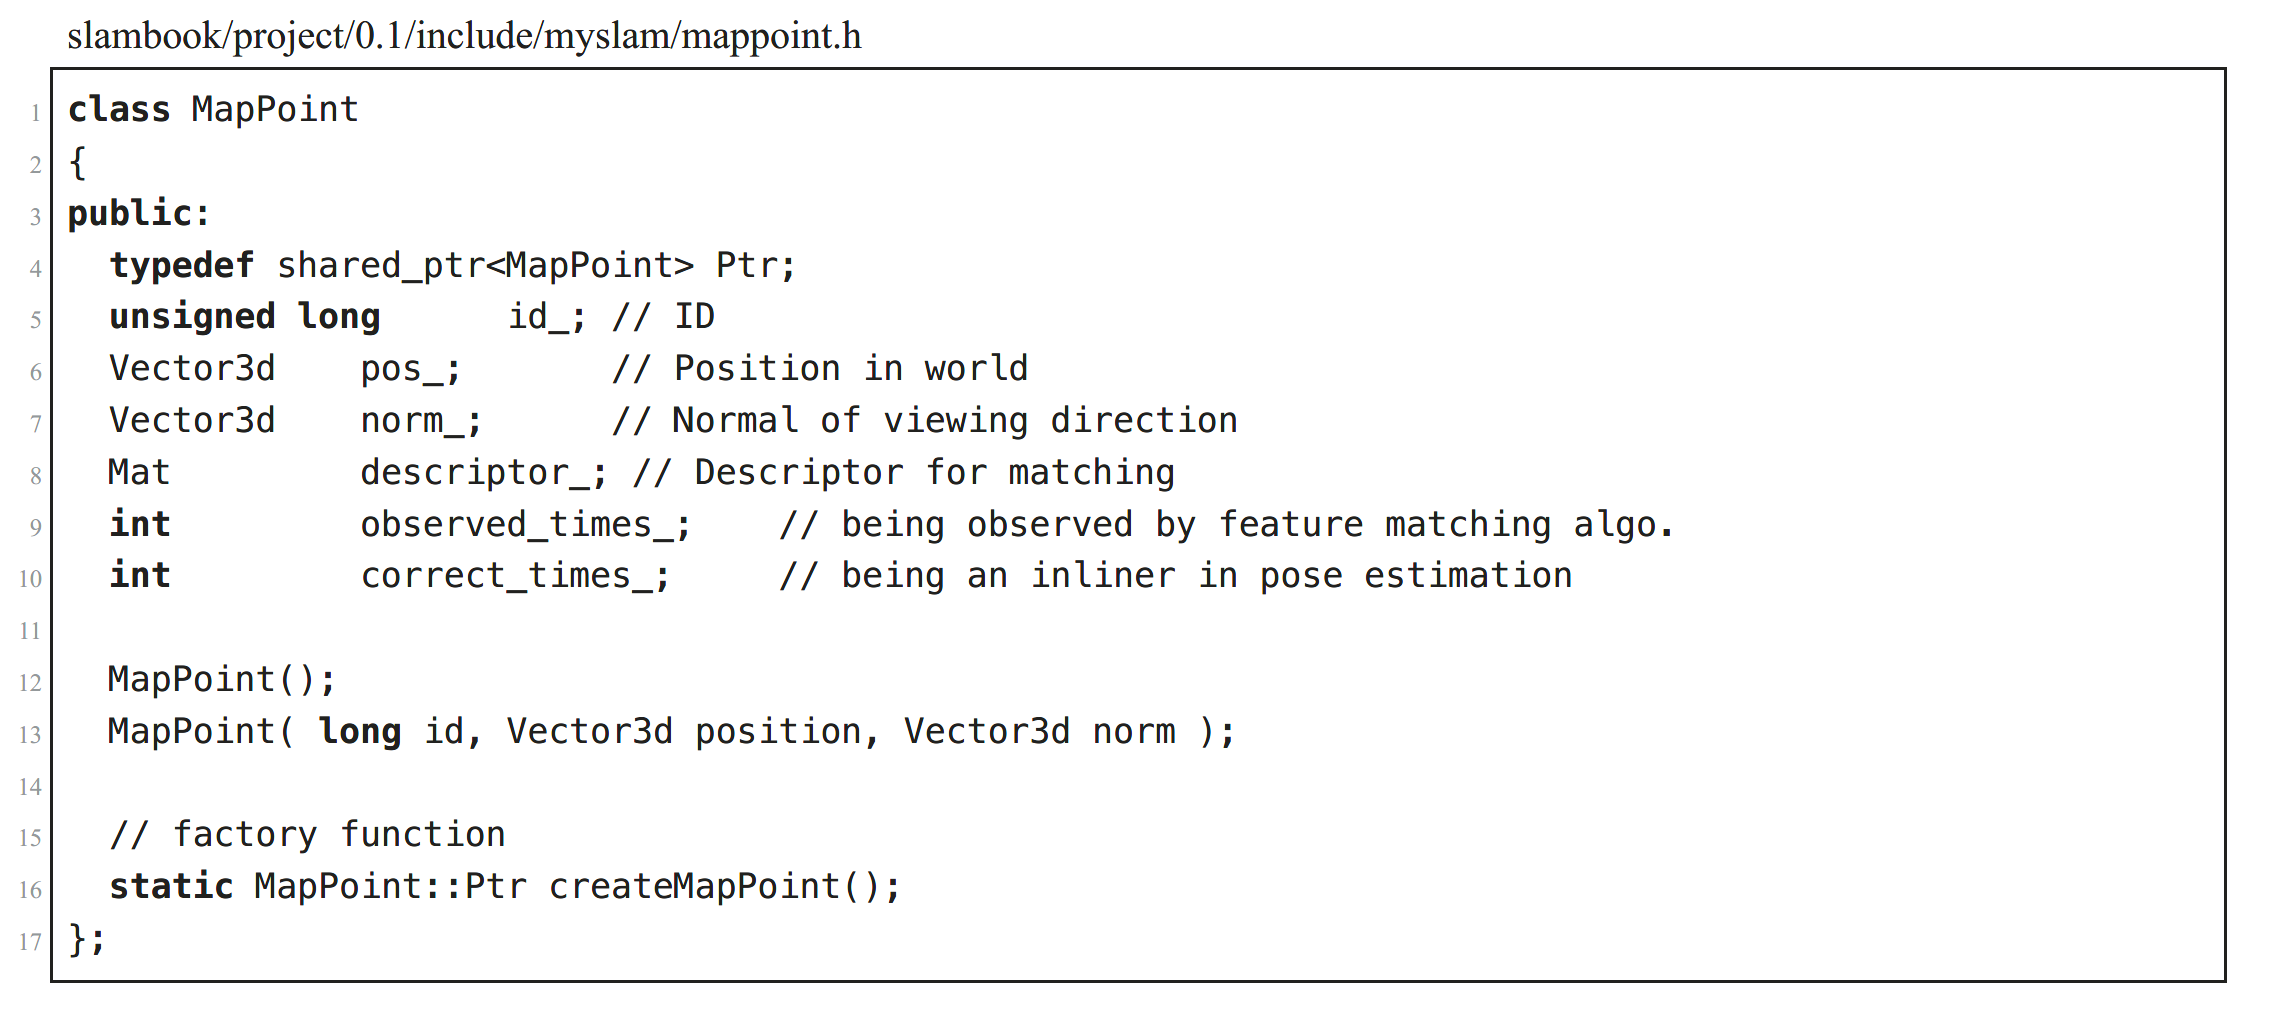 slambook/project/0.1/include/myslam/mappoint.h
1 class MapPoint
2 {
3 public:
4   typedef shared_ptr<MapPoint> Ptr;
5   unsigned long      id_; // ID
6   Vector3d    pos_;       // Position in world
7   Vector3d    norm_;      // Normal of viewing direction
8   Mat         descriptor_; // Descriptor for matching
9   int         observed_times_;    // being observed by feature matching algo.
10   int         correct_times_;     // being an inliner in pose estimation
11
12   MapPoint();
13   MapPoint( long id, Vector3d position, Vector3d norm );
14
15   // factory function
16   static MapPoint::Ptr createMapPoint();
17 };